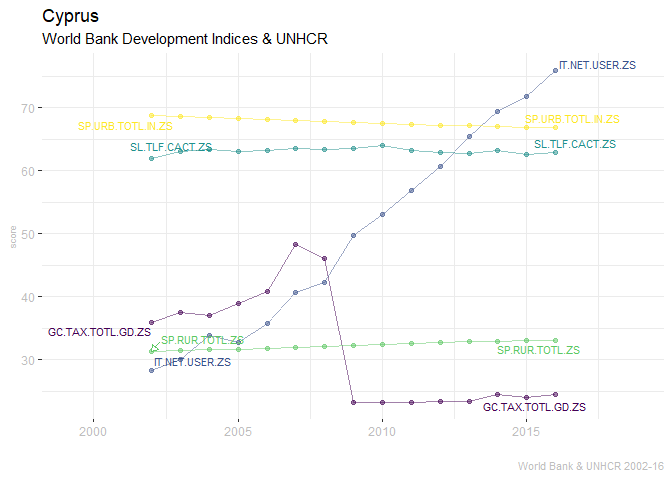 Cyprus
World Bank Development Indices & UNHCR
IT.NET.USER.ZS
70
SP.URB.TOTL.IN.ZS
SP.URB.TOTL.IN.ZS
SL.TLF.CACT.ZS
SL.TLF.CACT.ZS
60
score
50
40
GC.TAX.TOTL.GD.ZS
SP.RUR.TOTL.ZS
SP.RUR.TOTL.ZS
30
IT.NET.USER.ZS
GC.TAX.TOTL.GD.ZS
2000
2005
2010
2015
World Bank & UNHCR 2002-16